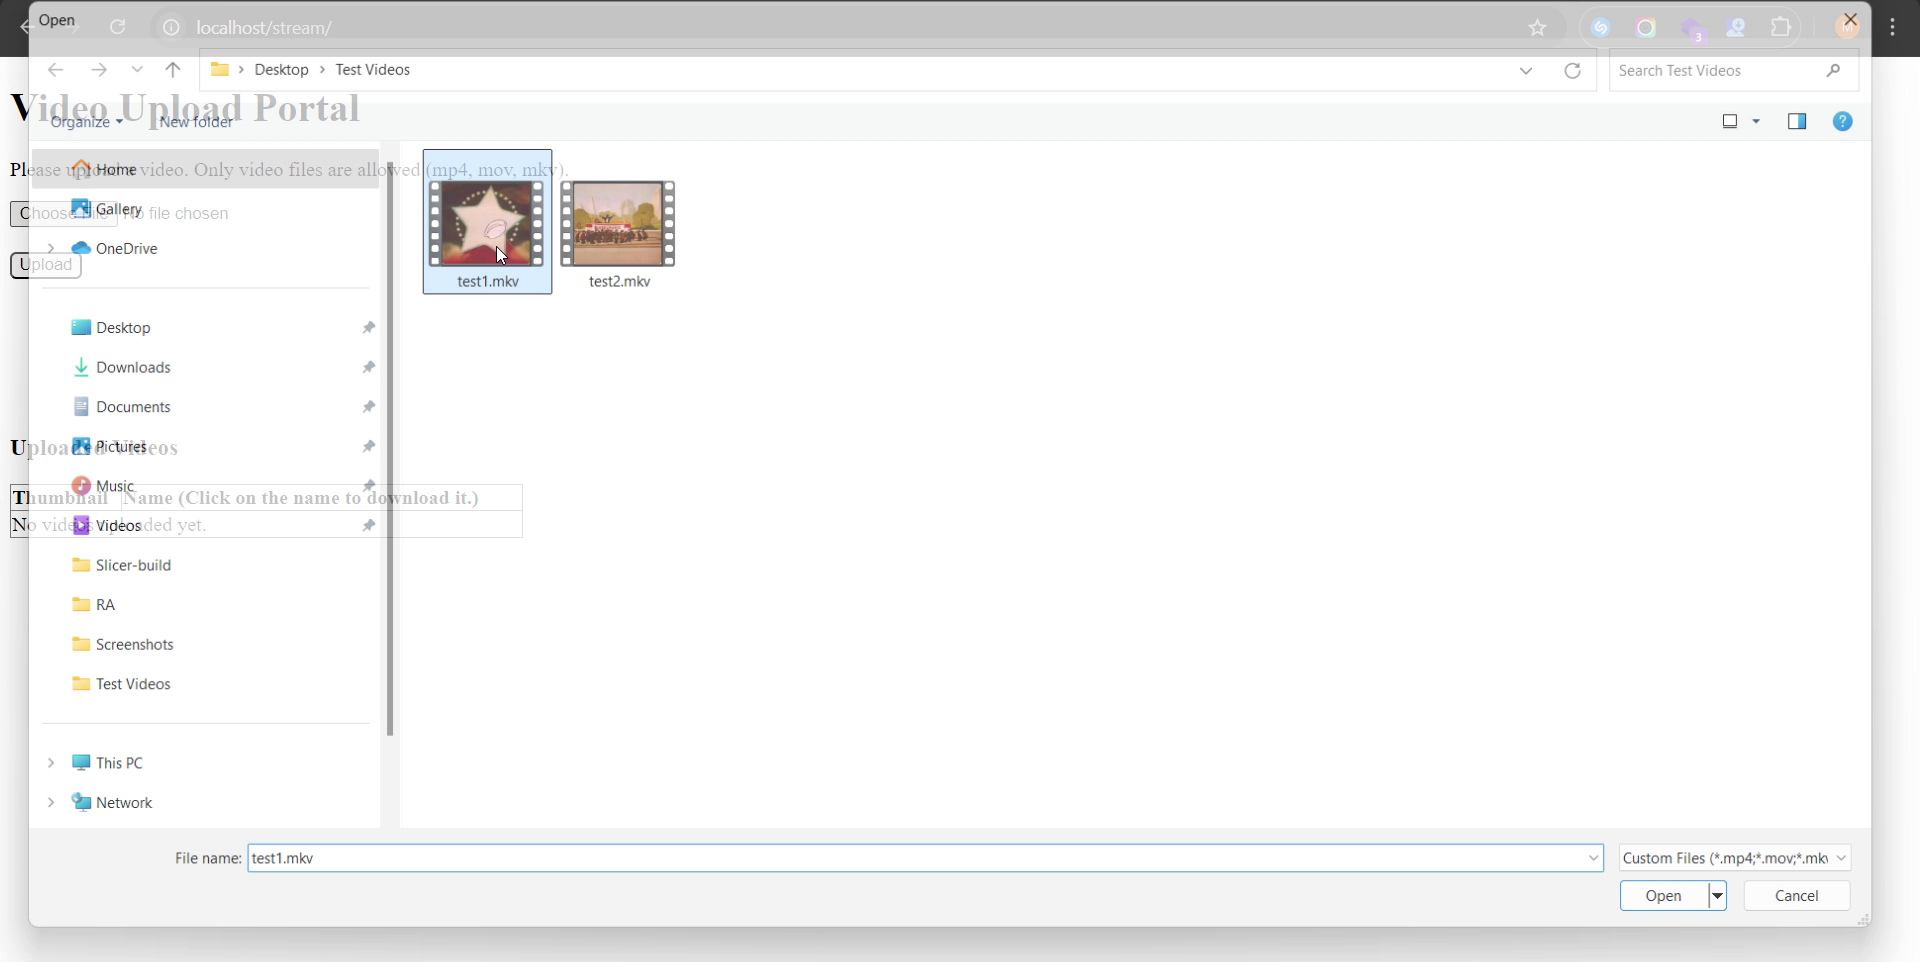 Open
localhost/stream/
3
M
Desktop
Test Videos
Search Test Videos
Video Upload Portal
Organize
New folder
Please upload a video. Only video files are allowed (mp4, mov, mkv).
Home
Choose File No file chosen
Gallery
OneDrive
Upload
test1.mkv
test2.mkv
Desktop
Downloads
Documents
Uploaded Videos
Pictures
Music
Thumbnail Name (Click on the name to download it.)
No videos uploaded yet.
Videos
Slicer-build
RA
Screenshots
Test Videos
This PC
Network
File name: test1.mkv
Custom Files (*.mp4;*.mov;*.mkv
Open
Cancel